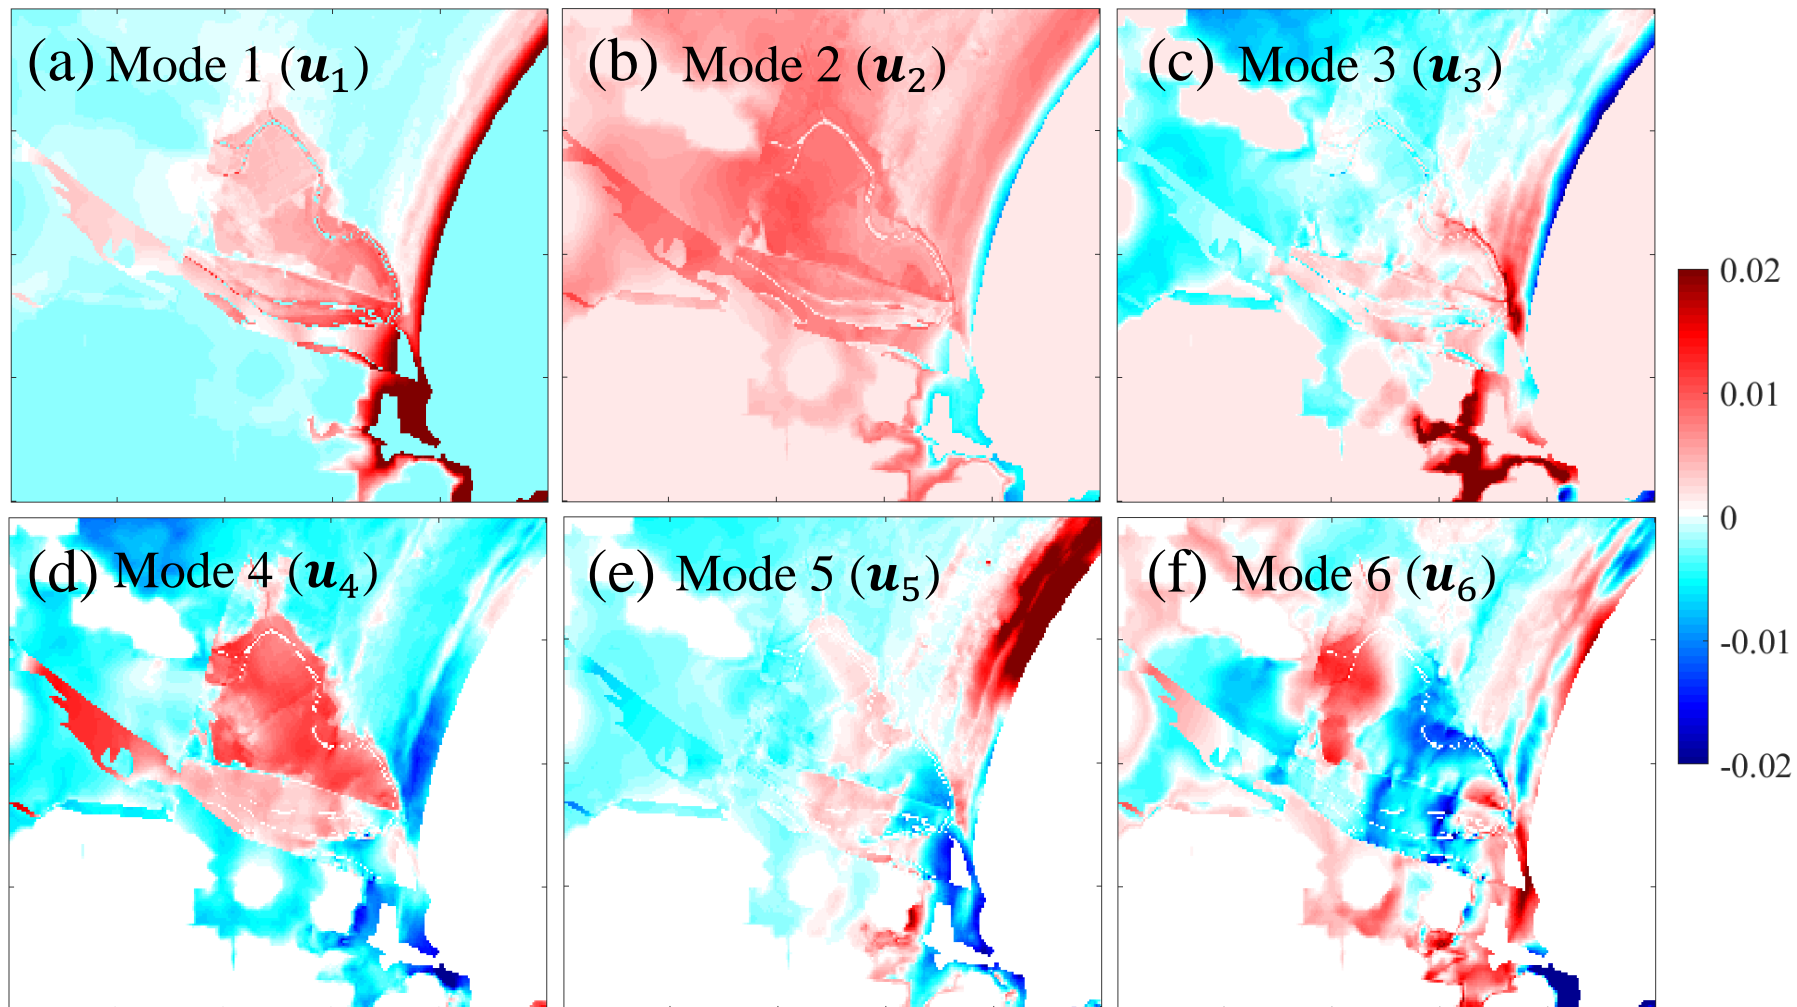 (a) Mode 1 (u₁)
(b) Mode 2 (u₂)
(c) Mode 3 (u₃)
(d) Mode 4 (u₄)
(e) Mode 5 (u₅)
(f) Mode 6 (u₆)
0.02
0.01
0
-0.01
-0.02